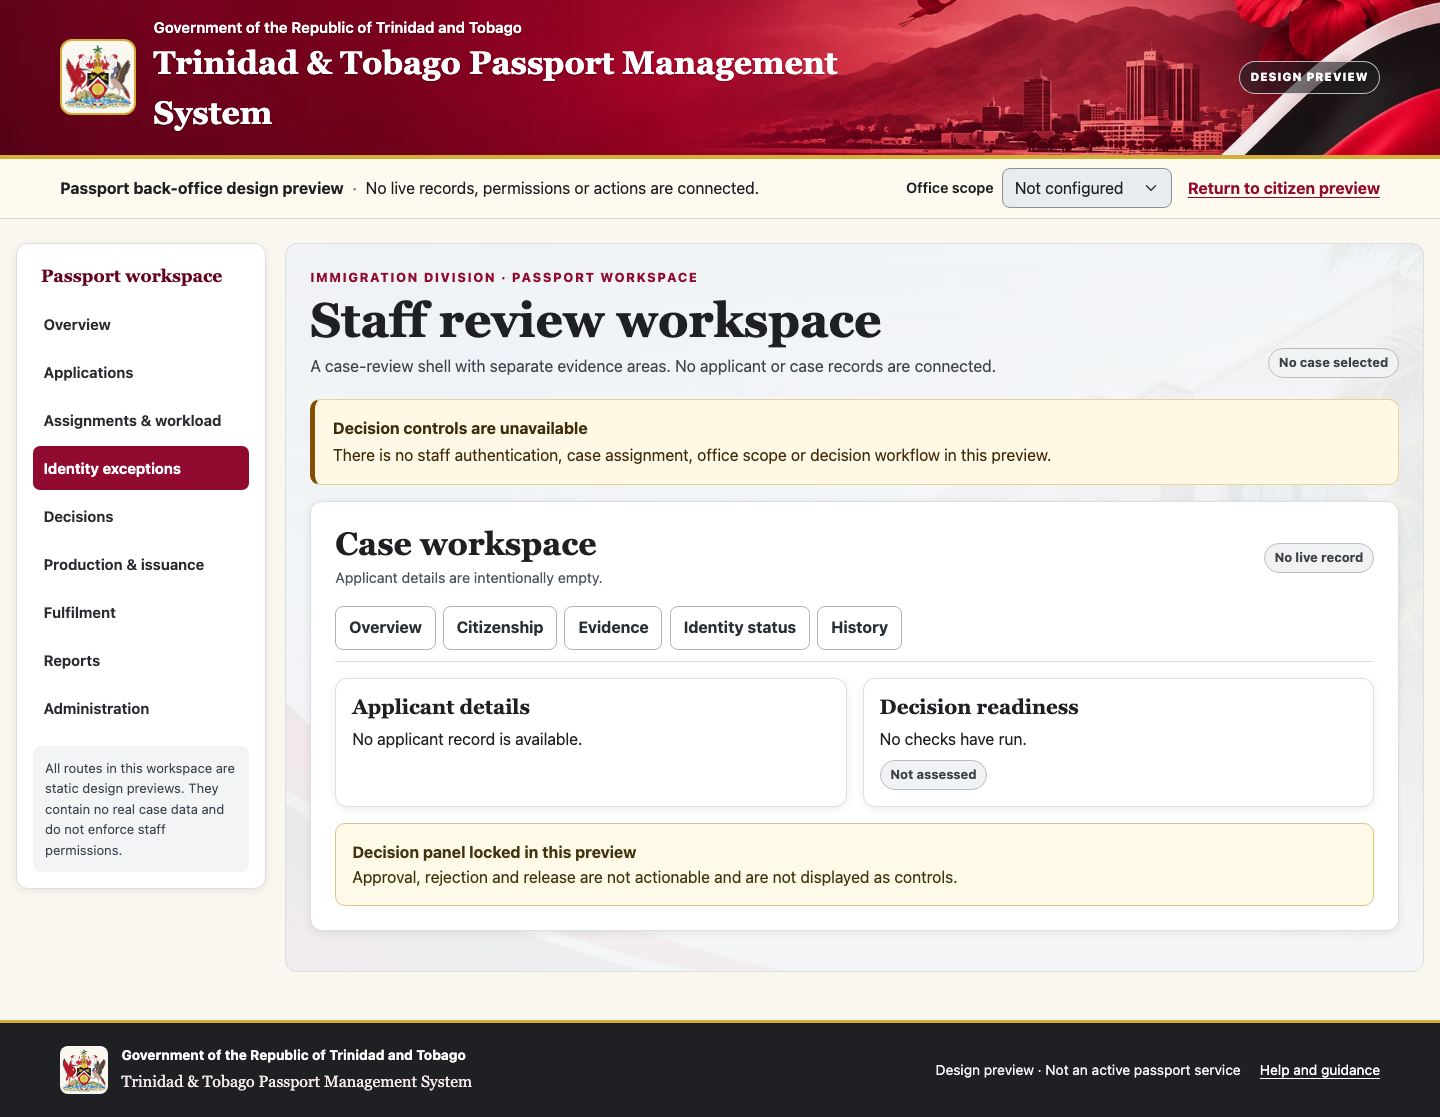 Government of the Republic of Trinidad and Tobago
Trinidad & Tobago Passport Management
System
DESIGN PREVIEW
Passport back-office design preview · No live records, permissions or actions are connected.
Office scope
Not configured
Return to citizen preview
Passport workspace
Overview
Applications
Assignments & workload
Identity exceptions
Decisions
Production & issuance
Fulfilment
Reports
Administration
All routes in this workspace are
static design previews. They
contain no real case data and
do not enforce staff
permissions.
IMMIGRATION DIVISION · PASSPORT WORKSPACE
Staff review workspace
A case-review shell with separate evidence areas. No applicant or case records are connected.
No case selected
Decision controls are unavailable
There is no staff authentication, case assignment, office scope or decision workflow in this preview.
Case workspace
Applicant details are intentionally empty.
No live record
Overview
Citizenship
Evidence
Identity status
History
Applicant details
No applicant record is available.
Decision readiness
No checks have run.
Not assessed
Decision panel locked in this preview
Approval, rejection and release are not actionable and are not displayed as controls.
Government of the Republic of Trinidad and Tobago
Trinidad & Tobago Passport Management System
Design preview · Not an active passport service
Help and guidance